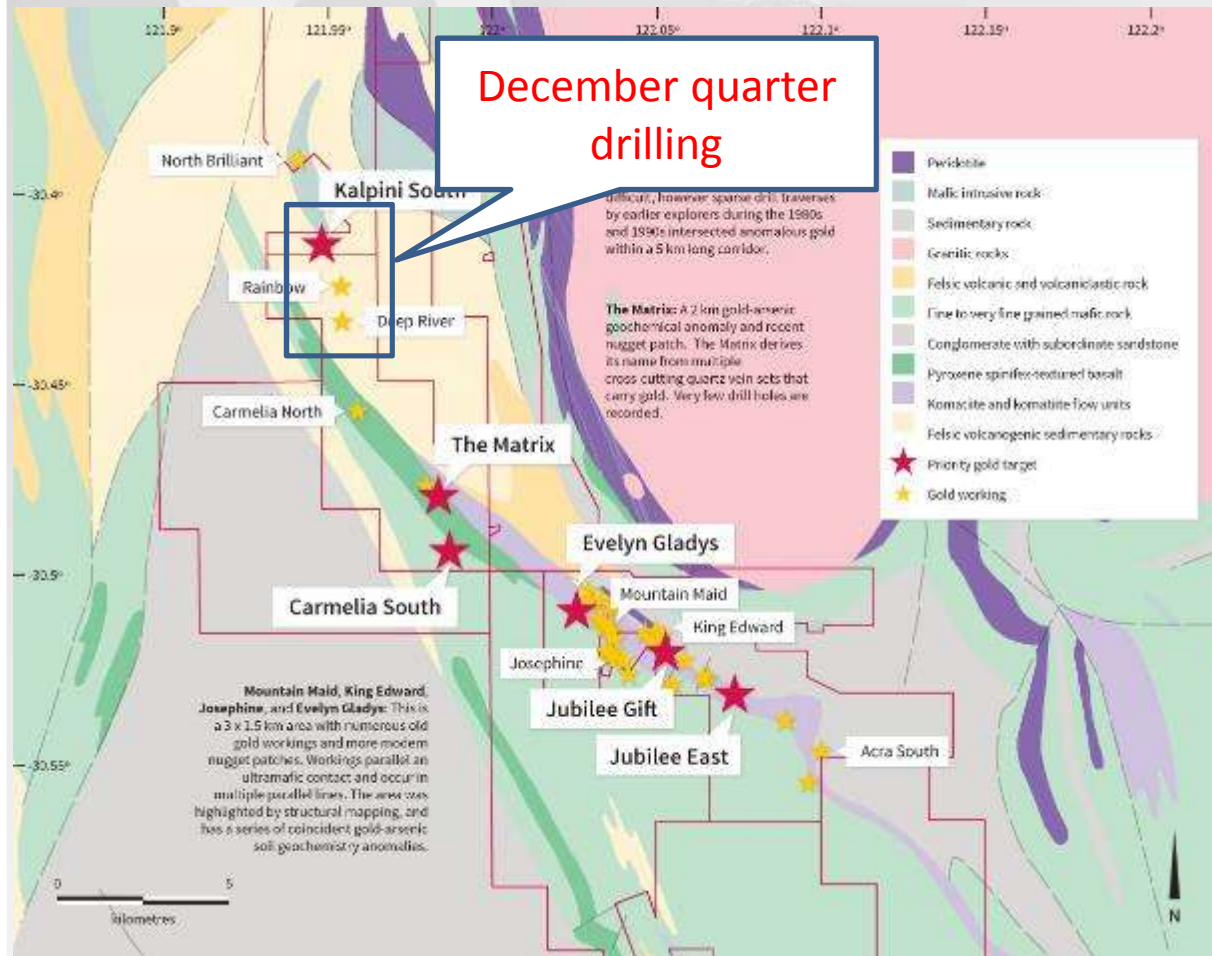 121.9°
121.99°
122°
122.05°
122.1°
122.15°
122.2°
December quarter
drilling
North Brilliant
Kalpini South
-30.4°
difficult, however sparse drill traverses
by earlier explorers during the 1980s
and 1990s intersected anomalous gold
within a 5 km long corridor.
Rainbow
Deep River
The Matrix: A 2 km gold-arsenic
geochemical anomaly and recent
nugget patch. The Matrix derives
its name from multiple
cross-cutting quartz vein sets that
carry gold. Very few drill holes are
recorded.
Peridotite
Mafic intrusive rock
Sedimentary rock
Granitic rocks
Felsic volcanic and volcaniclastic rock
Fine to very fine grained mafic rock
Conglomerate with subordinate sandstone
Pyroxene spinifex-textured basalt
Komatiite and komatiite flow units
Felsic volcanogenic sedimentary rocks
Priority gold target
Gold working
-30.45°
Carmelia North
The Matrix
Evelyn Gladys
-30.5°
Carmelia South
Mountain Maid
King Edward
Josephine
Jubilee Gift
Jubilee East
Acra South
-30.55°
Mountain Maid, King Edward,
Josephine, and Evelyn Gladys: This is
a 3 x 1.5 km area with numerous old
gold workings and more modern
nugget patches. Workings parallel an
ultramafic contact and occur in
multiple parallel lines. The area was
highlighted by structural mapping, and
has a series of coincident gold-arsenic
soil geochemistry anomalies.
0
5
kilometres
N